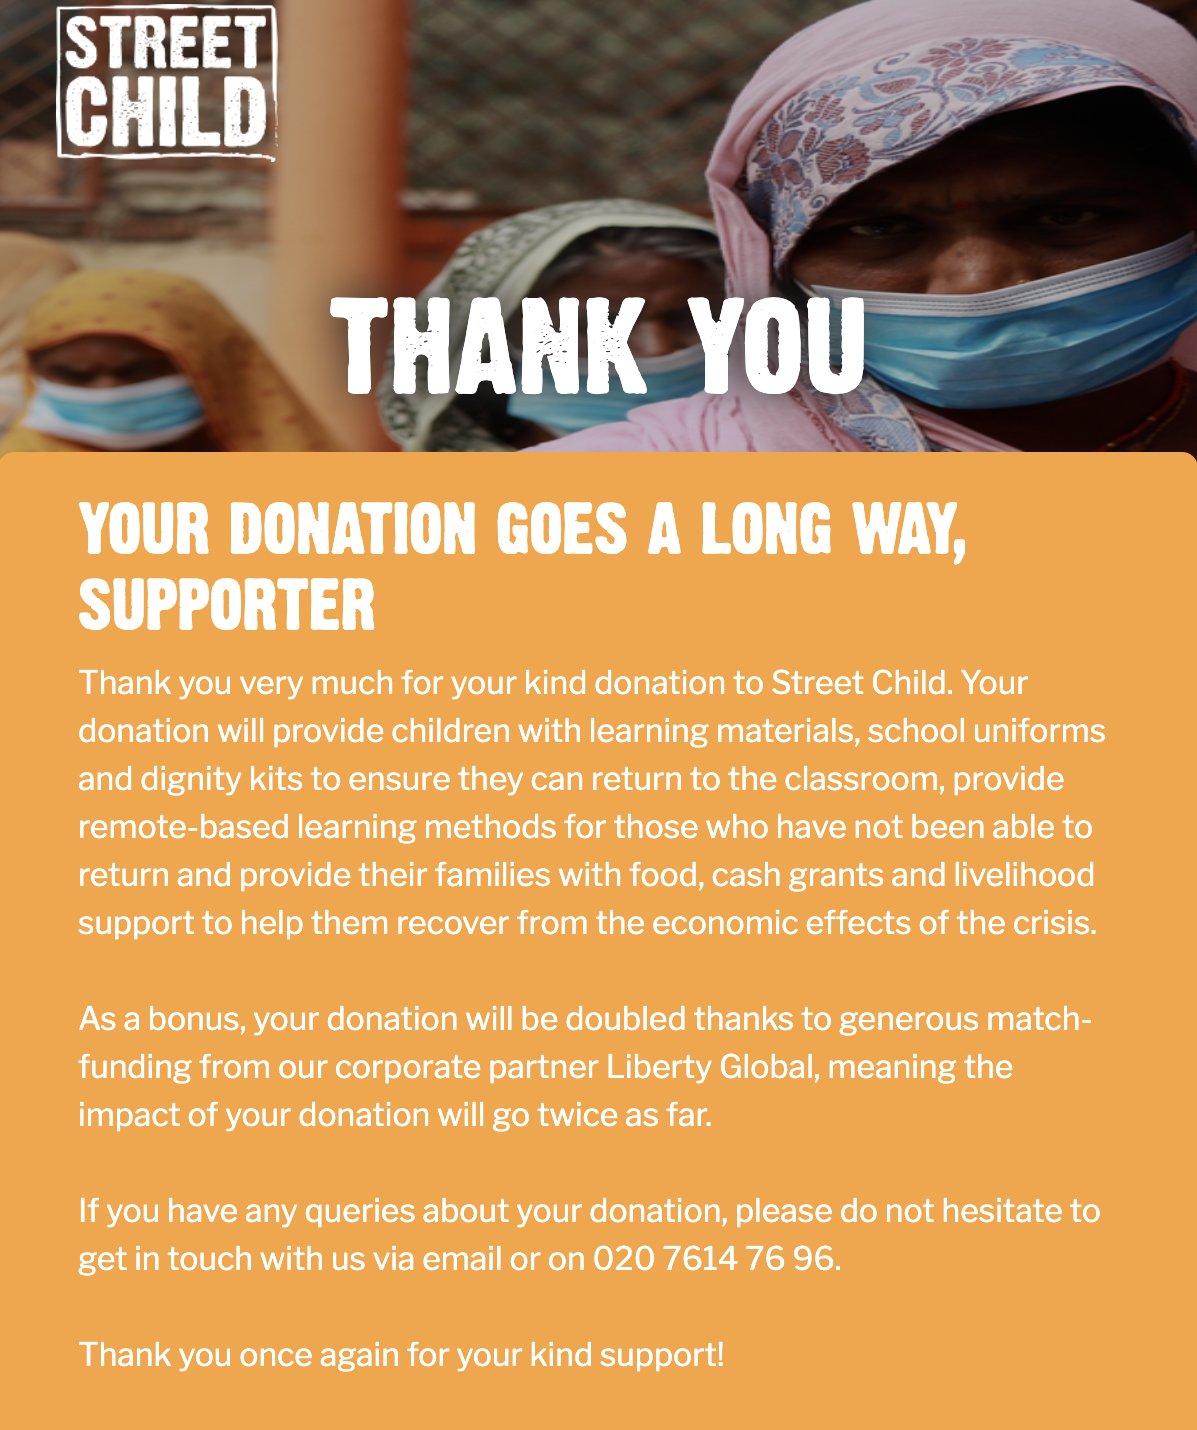 STREET
CHILD
THANK YOU
YOUR DONATION GOES A LONG WAY,
SUPPORTER
Thank you very much for your kind donation to Street Child. Your
donation will provide children with learning materials, school uniforms
and dignity kits to ensure they can return to the classroom, provide
remote-based learning methods for those who have not been able to
return and provide their families with food, cash grants and livelihood
support to help them recover from the economic effects of the crisis.
As a bonus, your donation will be doubled thanks to generous match-
funding from our corporate partner Liberty Global, meaning the
impact of your donation will go twice as far.
If you have any queries about your donation, please do not hesitate to
get in touch with us via email or on 020 7614 76 96.
Thank you once again for your kind support!